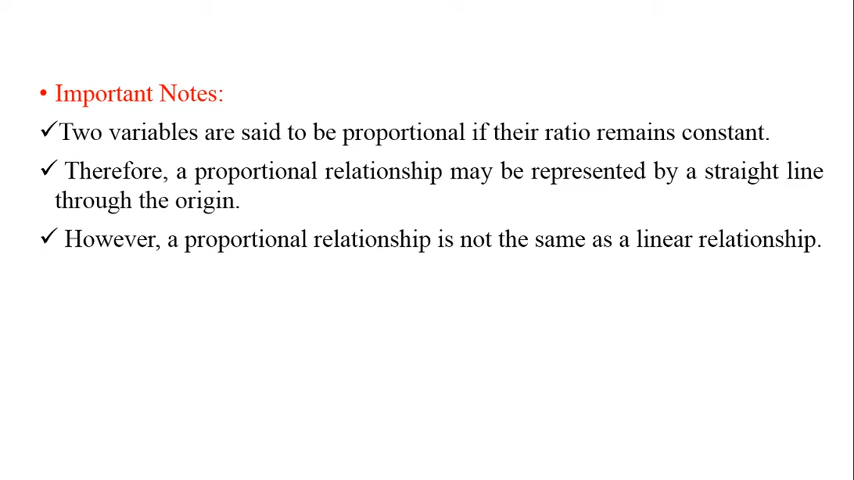 • Important Notes:
✓Two variables are said to be proportional if their ratio remains constant.
✓ Therefore, a proportional relationship may be represented by a straight line
through the origin.
✓ However, a proportional relationship is not the same as a linear relationship.